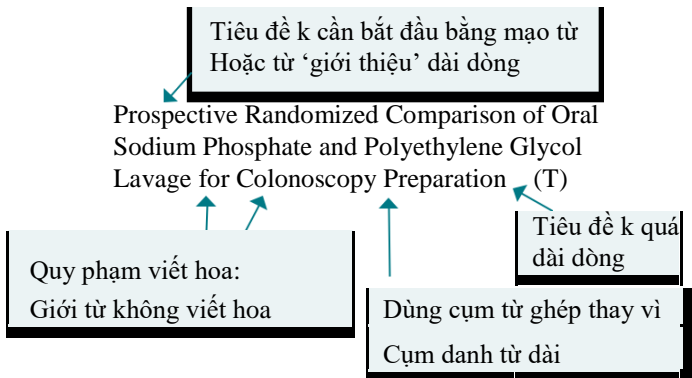 Tiêu đề k cần bắt đầu bằng mạo từ
Hoặc từ ‘giới thiệu’ dài dòng
Prospective Randomized Comparison of Oral
Sodium Phosphate and Polyethylene Glycol
Lavage for Colonoscopy Preparation (T)
Tiêu đề k quá
dài dòng
Quy phạm viết hoa:
Giới từ không viết hoa
Dùng cụm từ ghép thay vì
Cụm danh từ dài